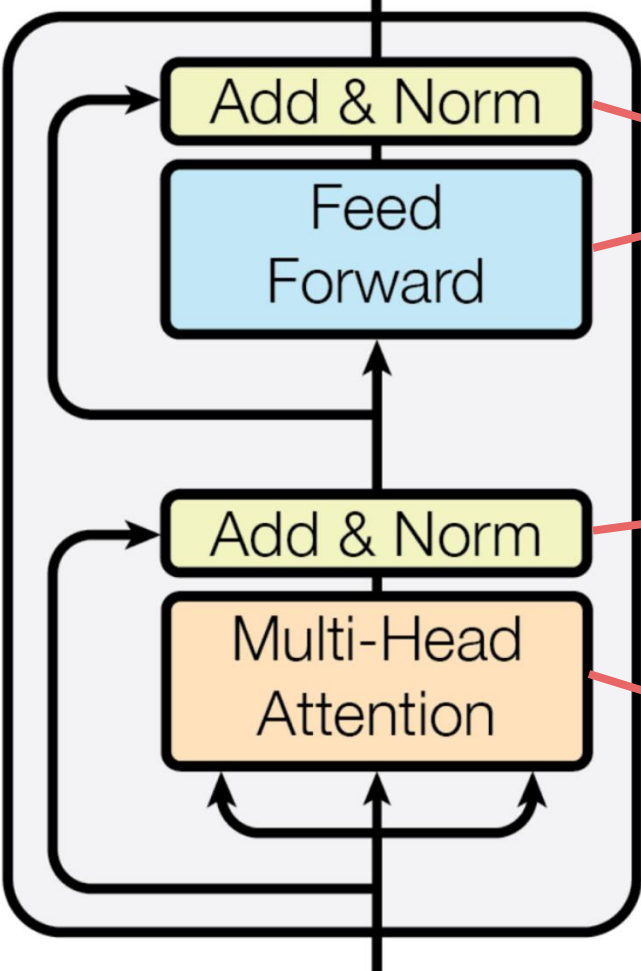 Add & Norm
Feed
Forward
Add & Norm
Multi-Head
Attention